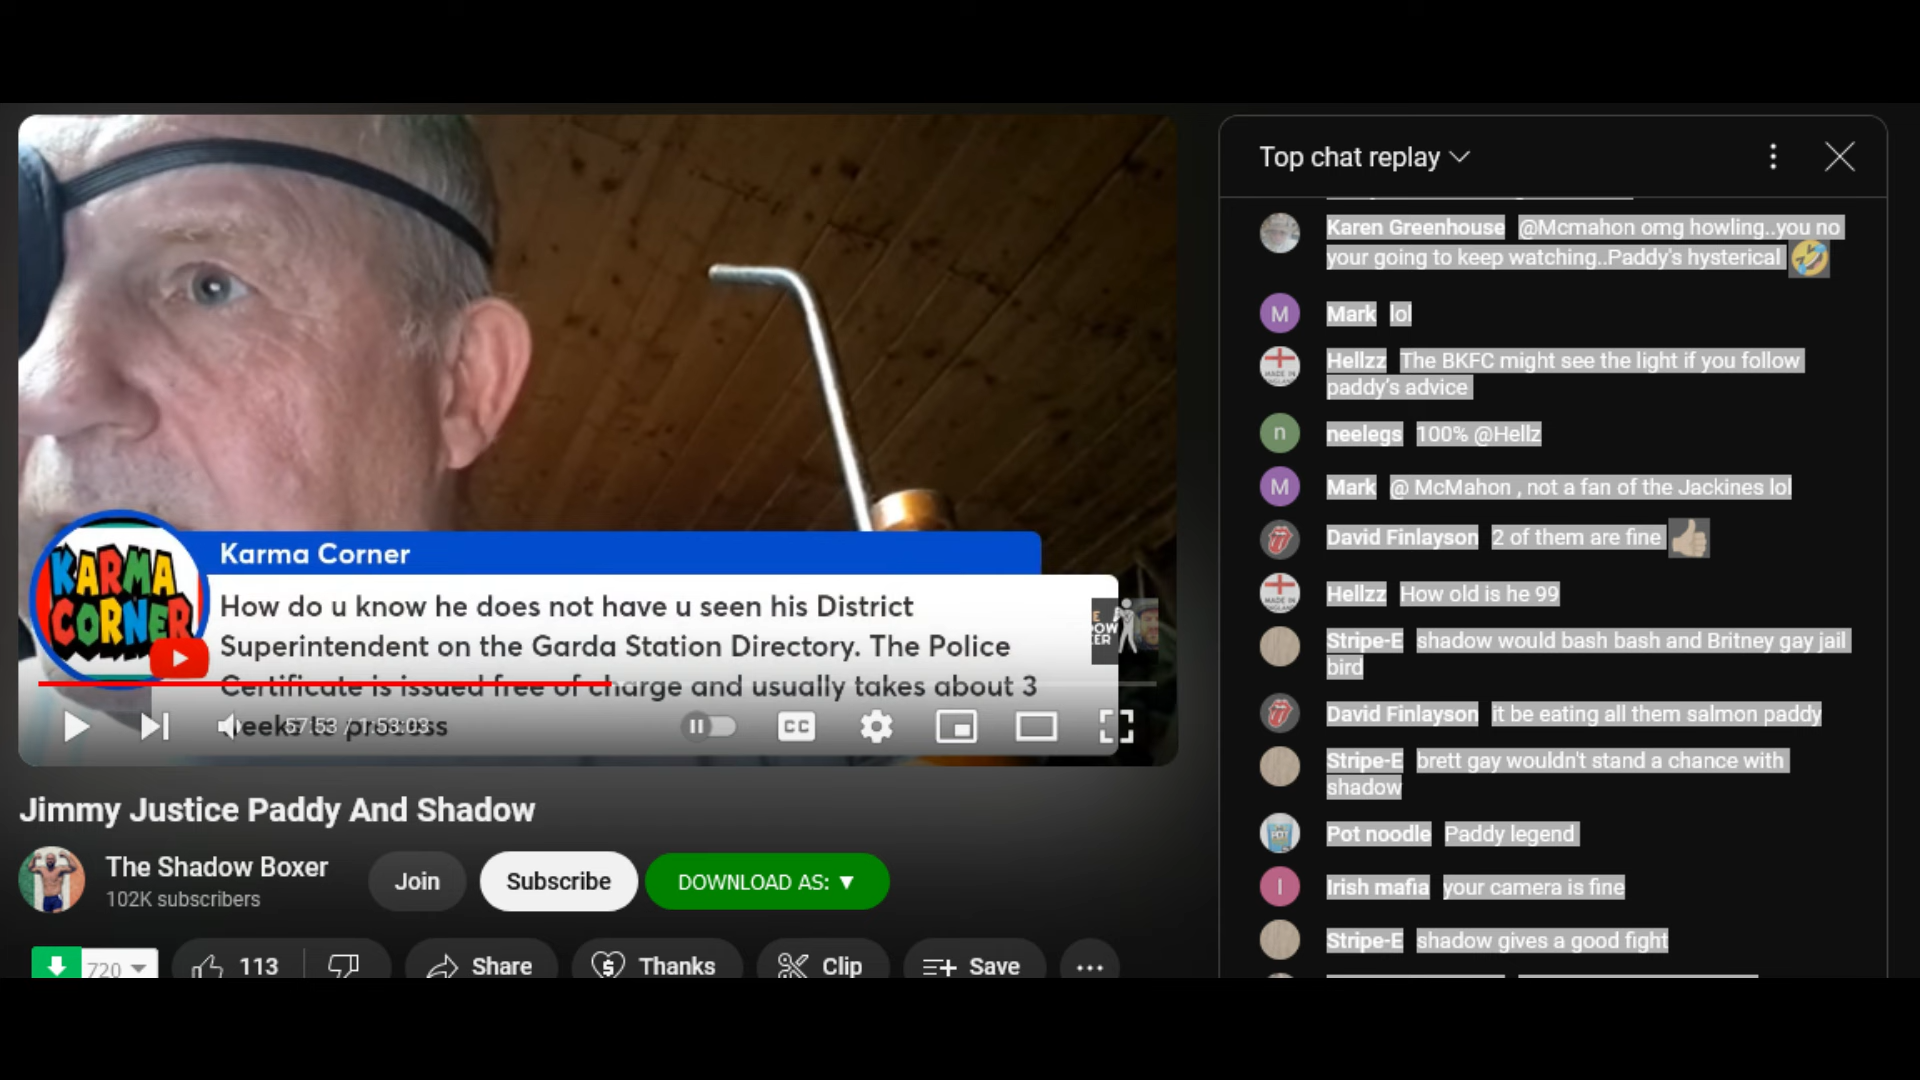 Karma Corner
KARMA
CORNER
How do u know he does not have u seen his District
Superintendent on the Garda Station Directory. The Police
Certificate is issued free of charge and usually takes about 3
weeks to process
57:53 / 1:53:03
CC
Jimmy Justice Paddy And Shadow
The Shadow Boxer
102K subscribers
Join
Subscribe
DOWNLOAD AS: ▼
720
113
Share
Thanks
Clip
Save
Top chat replay
Karen Greenhouse @Mcmahon omg howling..you no
your going to keep watching..Paddy's hysterical 🤣
M
Mark lol
Hellzz The BKFC might see the light if you follow
paddy's advice
n
neelegs 100% @Hellz
M
Mark @ McMahon , not a fan of the Jackines lol
David Finlayson 2 of them are fine 👍
Hellzz How old is he 99
Stripe-E shadow would bash bash and Britney gay jail
bird
David Finlayson it be eating all them salmon paddy
Stripe-E brett gay wouldn't stand a chance with
shadow
Pot noodle Paddy legend
I
Irish mafia your camera is fine
Stripe-E shadow gives a good fight